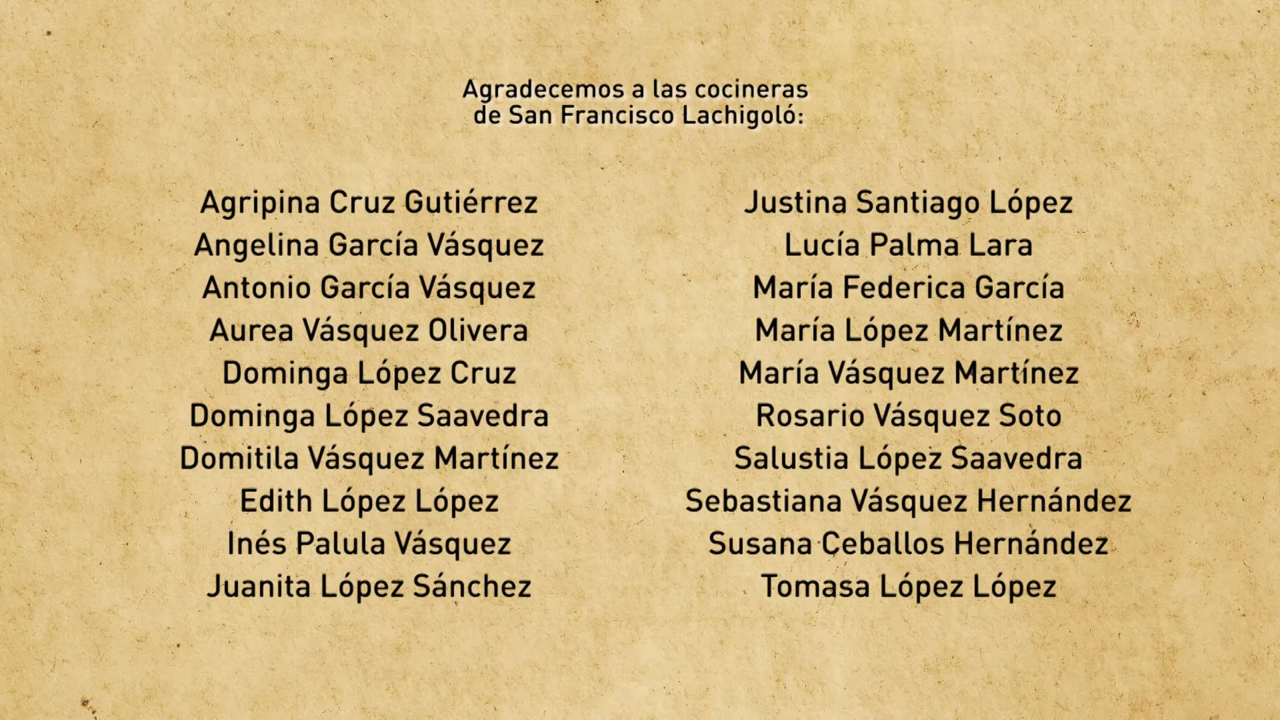 Agradecemos a las cocineras
de San Francisco Lachigoló:
Agripina Cruz Gutiérrez
Angelina García Vásquez
Antonio García Vásquez
Aurea Vásquez Olivera
Dominga López Cruz
Dominga López Saavedra
Domitila Vásquez Martínez
Edith López López
Inés Palula Vásquez
Juanita López Sánchez
Justina Santiago López
Lucía Palma Lara
María Federica García
María López Martínez
María Vásquez Martínez
Rosario Vásquez Soto
Salustia López Saavedra
Sebastiana Vásquez Hernández
Susana Ceballos Hernández
Tomasa López López